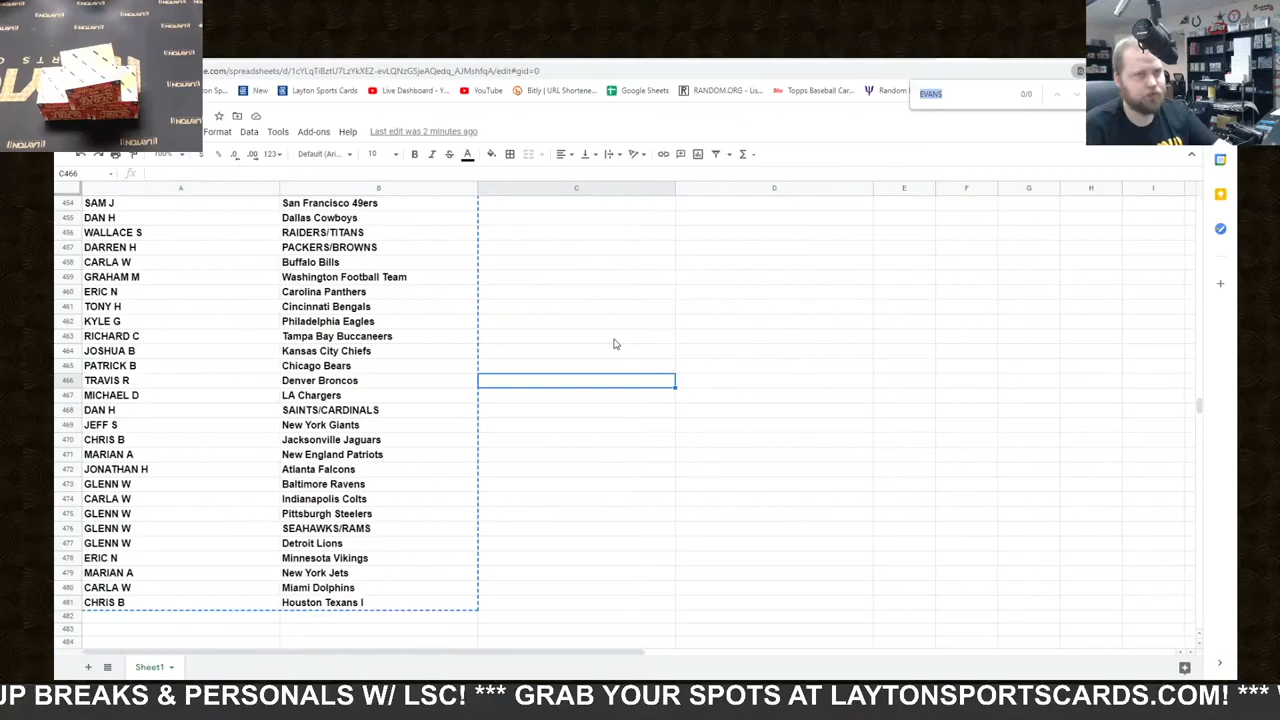 e.com/spreadsheets/d/1cYLqTiBztU7LzYkXEZ-evLQNzGSjeAQedq_AJMshfqA/edit#gid=0
New Layton Sports Cards Live Dashboard - Y... YouTube Bitly | URL Shortene... Google Sheets RANDOM.ORG - Lis... Topps Baseball Car... Random
EVANS 0/0
Format Data Tools Add-ons Help Last edit was 2 minutes ago
100% % .0 .00 123 Default (Ari... 10 B I S A
C466 fx
A B C D E F G H I
454 SAM J San Francisco 49ers
455 DAN H Dallas Cowboys
456 WALLACE S RAIDERS/TITANS
457 DARREN H PACKERS/BROWNS
458 CARLA W Buffalo Bills
459 GRAHAM M Washington Football Team
460 ERIC N Carolina Panthers
461 TONY H Cincinnati Bengals
462 KYLE G Philadelphia Eagles
463 RICHARD C Tampa Bay Buccaneers
464 JOSHUA B Kansas City Chiefs
465 PATRICK B Chicago Bears
466 TRAVIS R Denver Broncos
467 MICHAEL D LA Chargers
468 DAN H SAINTS/CARDINALS
469 JEFF S New York Giants
470 CHRIS B Jacksonville Jaguars
471 MARIAN A New England Patriots
472 JONATHAN H Atlanta Falcons
473 GLENN W Baltimore Ravens
474 CARLA W Indianapolis Colts
475 GLENN W Pittsburgh Steelers
476 GLENN W SEAHAWKS/RAMS
477 GLENN W Detroit Lions
478 ERIC N Minnesota Vikings
479 MARIAN A New York Jets
480 CARLA W Miami Dolphins
481 CHRIS B Houston Texans I
482
483
484
Sheet1
UP BREAKS & PERSONALS W/ LSC! *** GRAB YOUR SPOTS AT LAYTONSPORTSCARDS.COM! ***